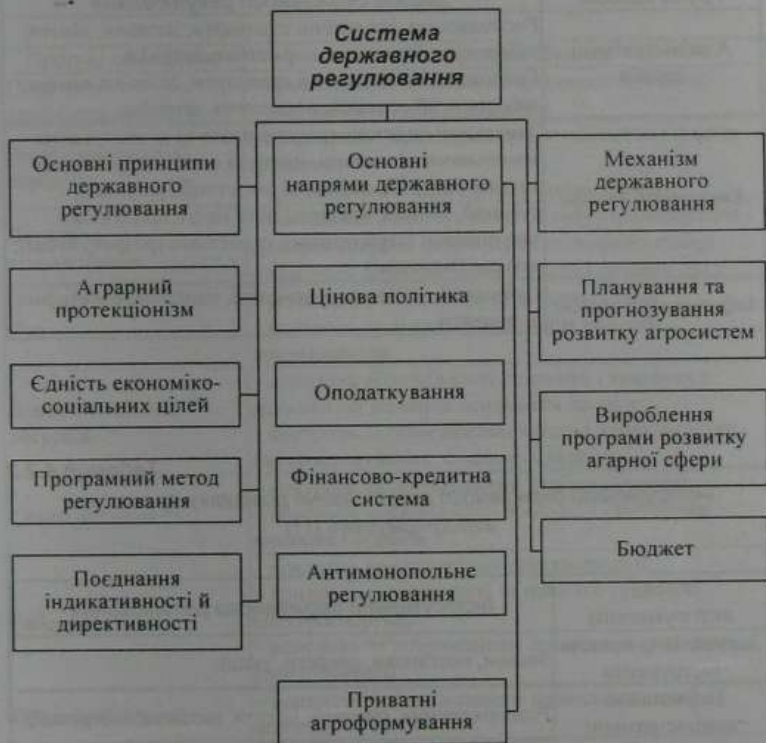 Система
державного
регулювання
Основні принципи
державного
регулювання
Аграрний
протекціонізм
Єдність економіко-
соціальних цілей
Програмний метод
регулювання
Поєднання
індикативності й
директивності
Основні
напрями державного
регулювання
Цінова політика
Оподаткування
Фінансово-кредитна
система
Антимонопольне
регулювання
Приватні
агроформування
Механізм
державного
регулювання
Планування та
прогнозування
розвитку агросистем
Вироблення
програми розвитку
агарної сфери
Бюджет